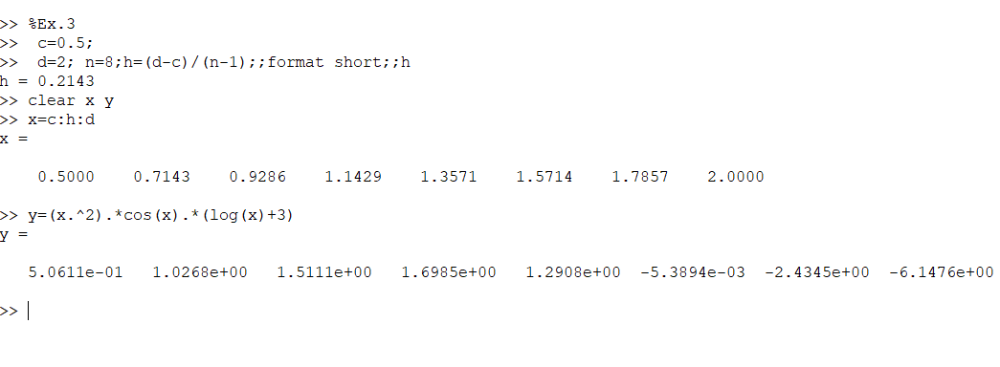 >> %Ex.3
>>  c=0.5;
>>  d=2; n=8;h=(d-c)/(n-1);;format short;;h
h = 0.2143
>> clear x y
>> x=c:h:d
x =
0.5000 0.7143 0.9286 1.1429 1.3571 1.5714 1.7857 2.0000
>> y=(x.^2).*cos(x).*(log(x)+3)
y =
5.0611e-01 1.0268e+00 1.5111e+00 1.6985e+00 1.2908e+00 -5.3894e-03 -2.4345e+00 -6.1476e+00
>>